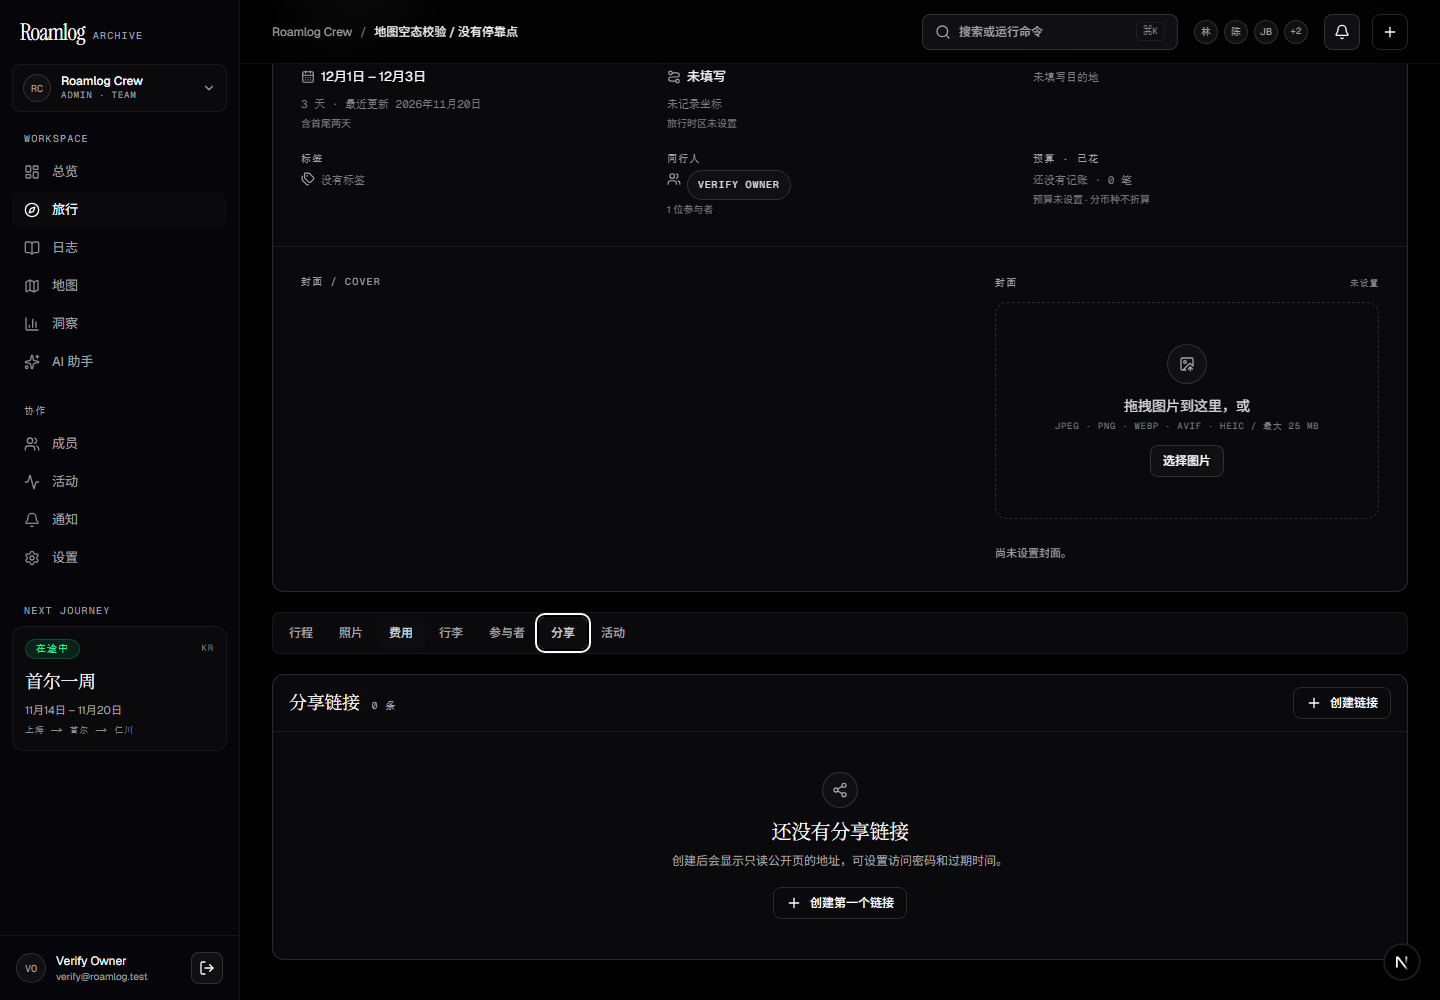 Roamlog ARCHIVE
RC
Roamlog Crew
ADMIN · TEAM
WORKSPACE
总览
旅行
日志
地图
洞察
AI 助手
协作
成员
活动
通知
设置
NEXT JOURNEY
在途中
KR
首尔一周
11月14日 – 11月20日
上海 → 首尔 → 仁川
VO
Verify Owner
verify@roamlog.test
Roamlog Crew / 地图空态校验 / 没有停靠点
搜索或运行命令
⌘K
林
陈
JB
+2
12月1日 – 12月3日
3 天 · 最近更新 2026年11月20日
含首尾两天
未填写
未记录坐标
旅行时区未设置
未填写目的地
标签
没有标签
同行人
VERIFY OWNER
1 位参与者
预算 · 已花
还没有记账 · 0 笔
预算未设置 · 分币种不折算
封面 / COVER
封面
未设置
拖拽图片到这里，或
JPEG · PNG · WEBP · AVIF · HEIC / 最大 25 MB
选择图片
尚未设置封面。
行程
照片
费用
行李
参与者
分享
活动
分享链接 0 条
创建链接
还没有分享链接
创建后会显示只读公开页的地址，可设置访问密码和过期时间。
创建第一个链接
N